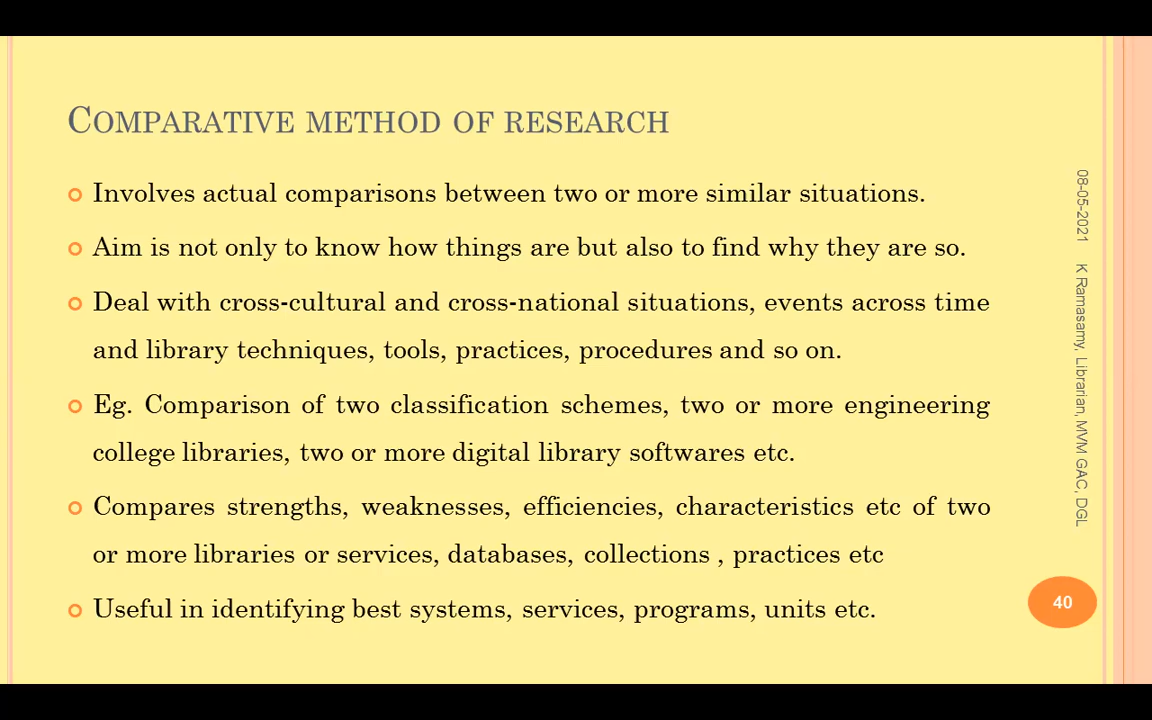 COMPARATIVE METHOD OF RESEARCH
Involves actual comparisons between two or more similar situations.
Aim is not only to know how things are but also to find why they are so.
Deal with cross-cultural and cross-national situations, events across time
and library techniques, tools, practices, procedures and so on.
Eg. Comparison of two classification schemes, two or more engineering
college libraries, two or more digital library softwares etc.
Compares strengths, weaknesses, efficiencies, characteristics etc of two
or more libraries or services, databases, collections , practices etc
Useful in identifying best systems, services, programs, units etc.
08-05-2021 K Ramasamy, Librarian, MVM GAC, DGL
40